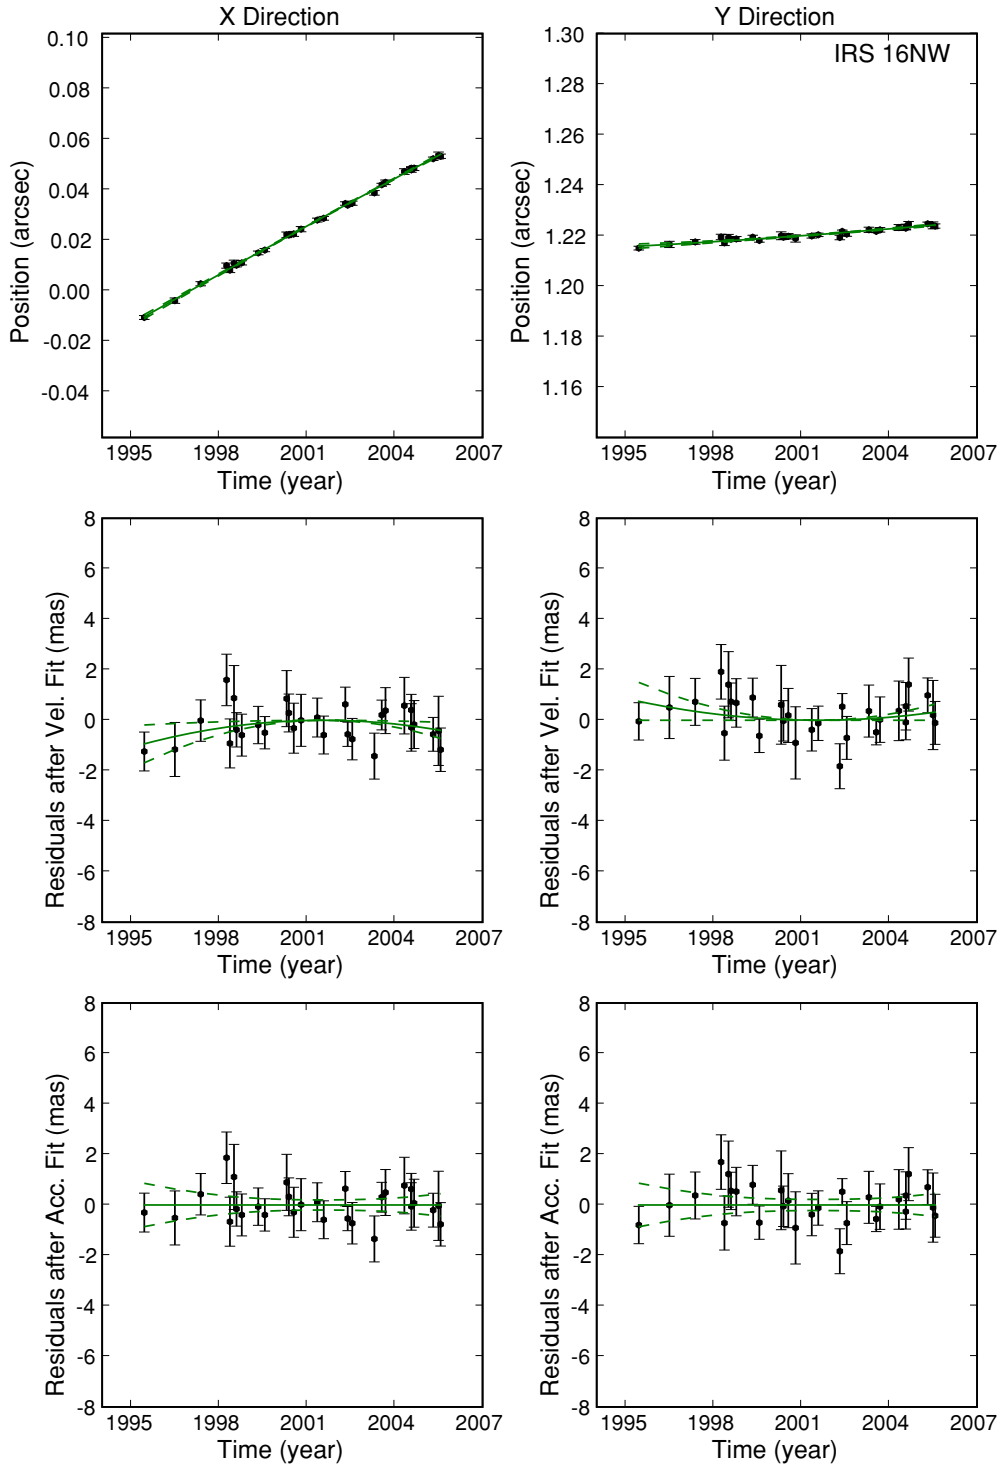 X Direction
Y Direction
IRS 16NW
Position (arcsec)
0.10
0.08
0.06
0.04
0.02
0.00
-0.02
-0.04
1995 1998 2001 2004 2007
Time (year)
Position (arcsec)
1.30
1.28
1.26
1.24
1.22
1.20
1.18
1.16
1995 1998 2001 2004 2007
Time (year)
Residuals after Vel. Fit (mas)
8
6
4
2
0
-2
-4
-6
-8
1995 1998 2001 2004 2007
Time (year)
Residuals after Vel. Fit (mas)
8
6
4
2
0
-2
-4
-6
-8
1995 1998 2001 2004 2007
Time (year)
Residuals after Acc. Fit (mas)
8
6
4
2
0
-2
-4
-6
-8
1995 1998 2001 2004 2007
Time (year)
Residuals after Acc. Fit (mas)
8
6
4
2
0
-2
-4
-6
-8
1995 1998 2001 2004 2007
Time (year)